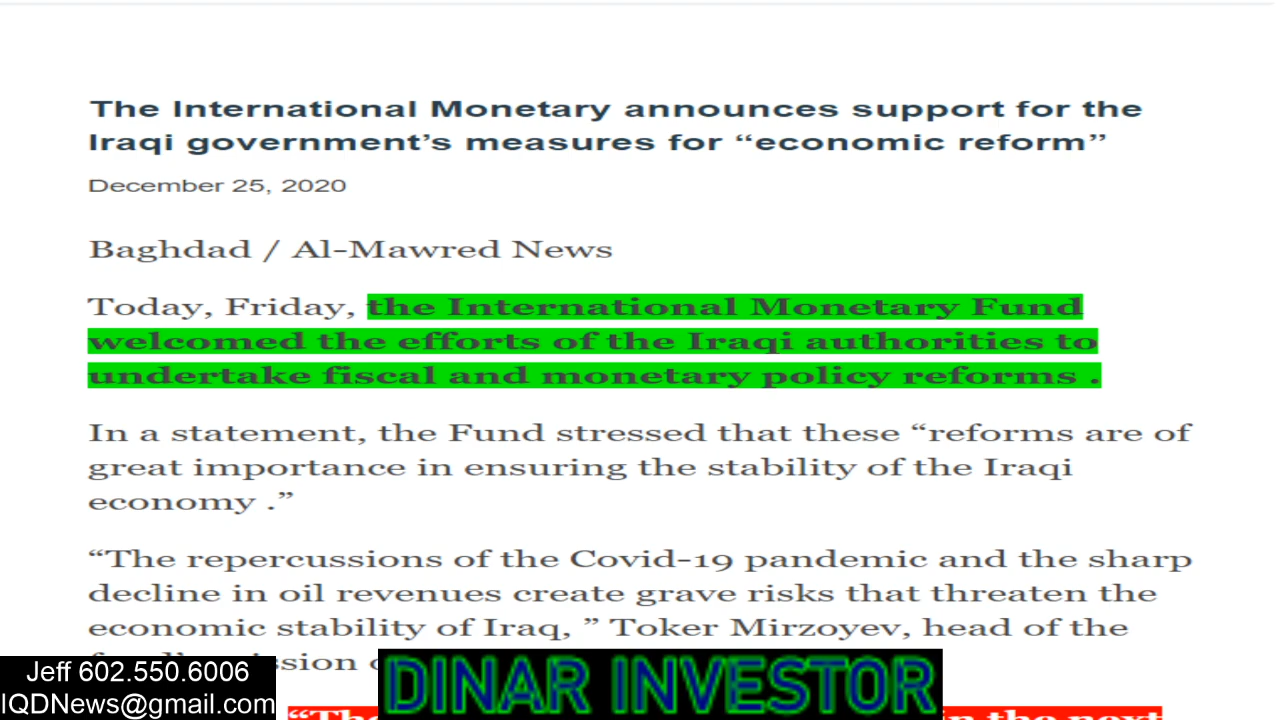 The International Monetary announces support for the
Iraqi government’s measures for “economic reform”
December 25, 2020
Baghdad / Al-Mawred News
Today, Friday, the International Monetary Fund
welcomed the efforts of the Iraqi authorities to
undertake fiscal and monetary policy reforms .
In a statement, the Fund stressed that these “reforms are of
great importance in ensuring the stability of the Iraqi
economy .”
“The repercussions of the Covid-19 pandemic and the sharp
decline in oil revenues create grave risks that threaten the
economic stability of Iraq, ” Toker Mirzoyev, head of the
Jeff 602.550.6006
IQDNews@gmail.com
DINAR INVESTOR
in the next